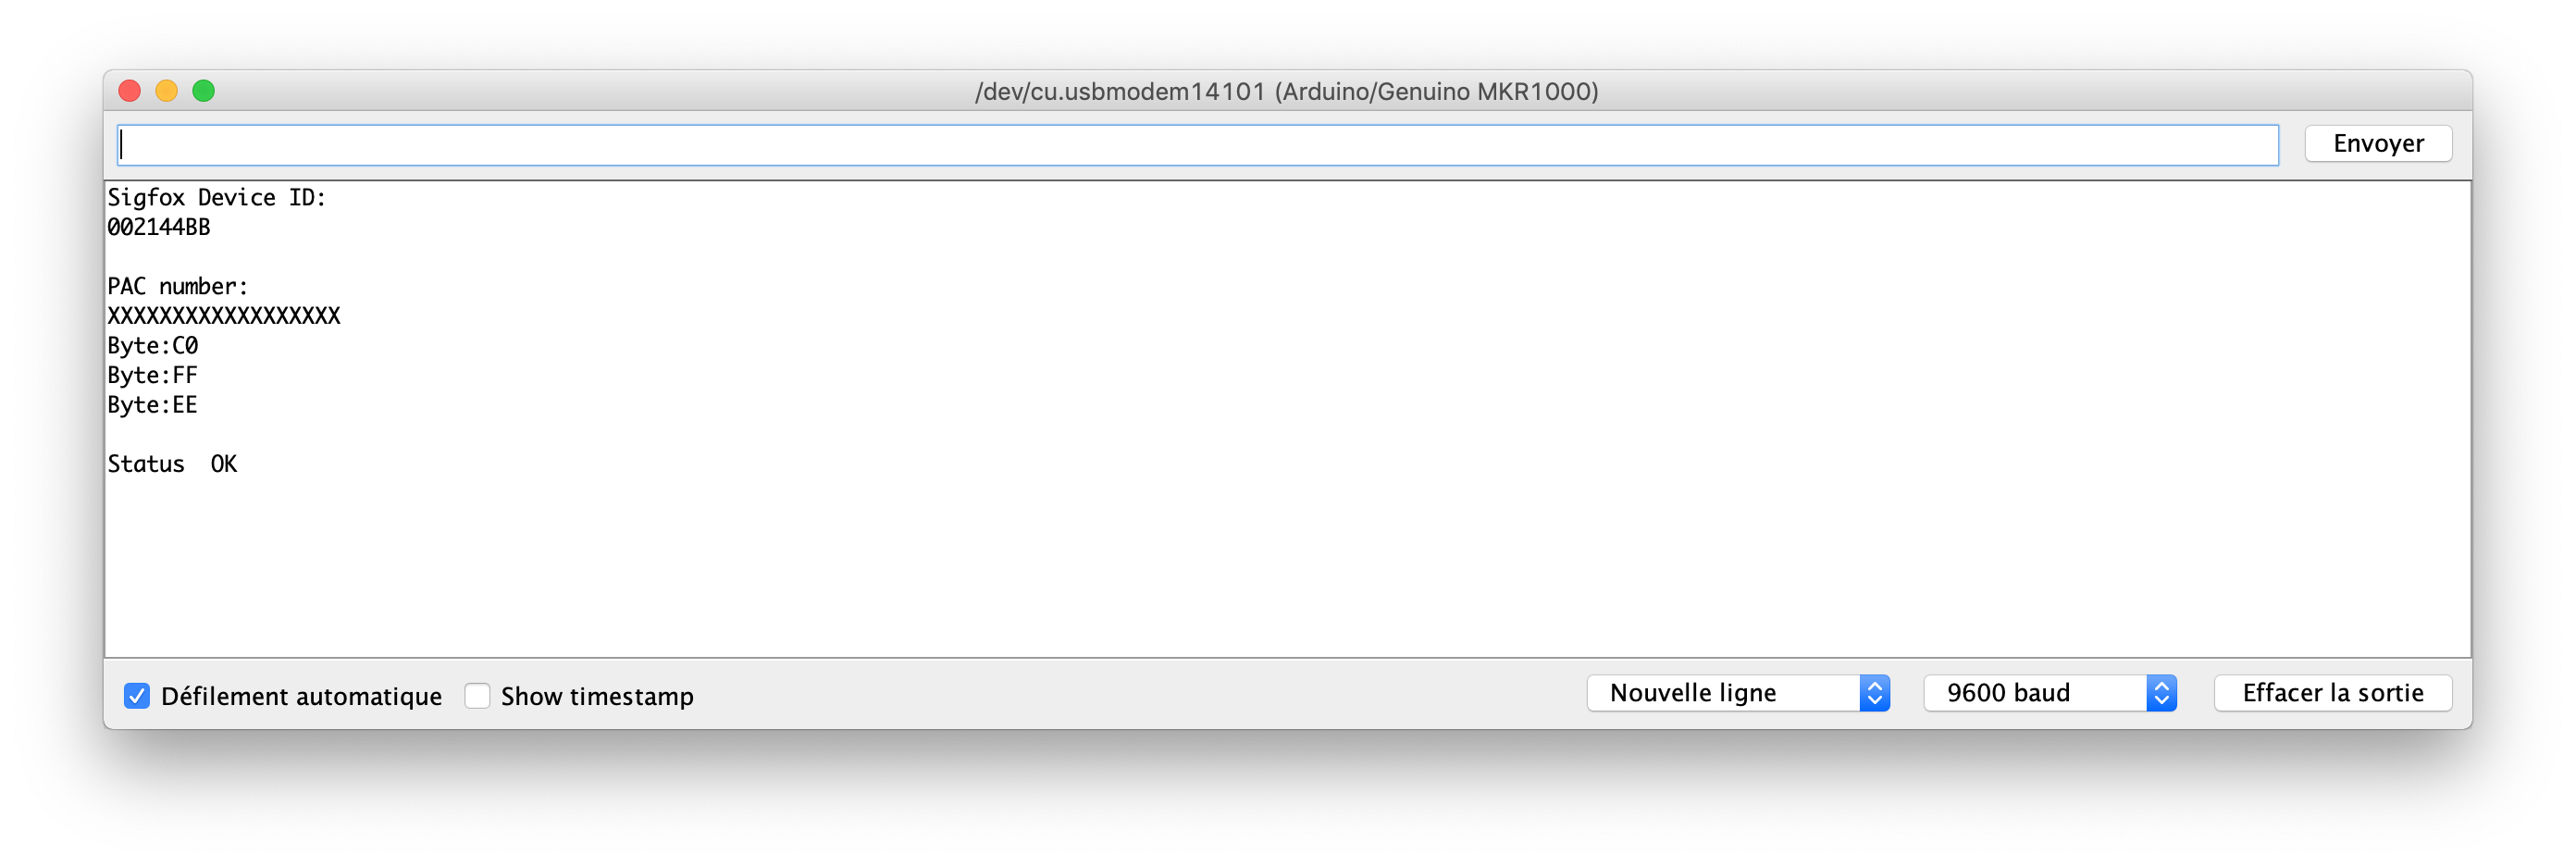 /dev/cu.usbmodem14101 (Arduino/Genuino MKR1000)
Envoyer
Sigfox Device ID:
002144BB
PAC number:
XXXXXXXXXXXXXXXXXX
Byte:C0
Byte:FF
Byte:EE
Status  OK
Défilement automatique
Show timestamp
Nouvelle ligne
9600 baud
Effacer la sortie